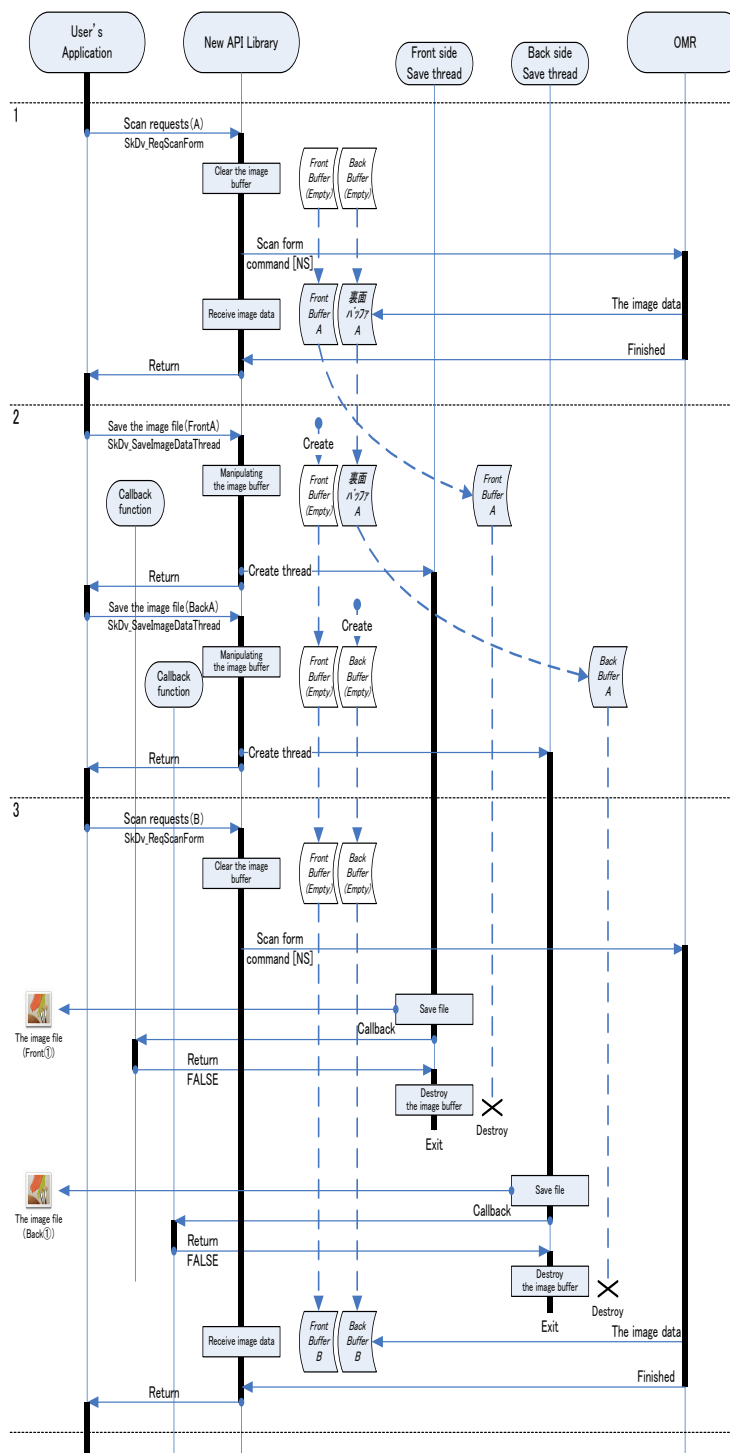 User's
Application
New API Library
Front side
Save thread
Back side
Save thread
OMR
1
Scan requests(A)
SkDv_ReqScanForm
Clear the image
buffer
Front
Buffer
(Empty)
Back
Buffer
(Empty)
Scan form
command [NS]
Receive image data
Front
Buffer
A
裏面
バッファ
A
The image data
Finished
Return
2
Save the image file(FrontA)
SkDv_SaveImageDataThread
Create
Manipulating
the image buffer
Front
Buffer
(Empty)
裏面
バッファ
A
Front
Buffer
A
Callback
function
Create thread
Return
Save the image file(BackA)
SkDv_SaveImageDataThread
Create
Manipulating
the image buffer
Front
Buffer
(Empty)
Back
Buffer
(Empty)
Back
Buffer
A
Callback
function
Create thread
Return
3
Scan requests(B)
SkDv_ReqScanForm
Clear the image
buffer
Front
Buffer
(Empty)
Back
Buffer
(Empty)
Scan form
command [NS]
Save file
The image file
(Front①)
Callback
Return
FALSE
Destroy
the image buffer
Destroy
Exit
Save file
The image file
(Back①)
Callback
Return
FALSE
Destroy
the image buffer
Destroy
Exit
Receive image data
Front
Buffer
B
Back
Buffer
B
The image data
Finished
Return